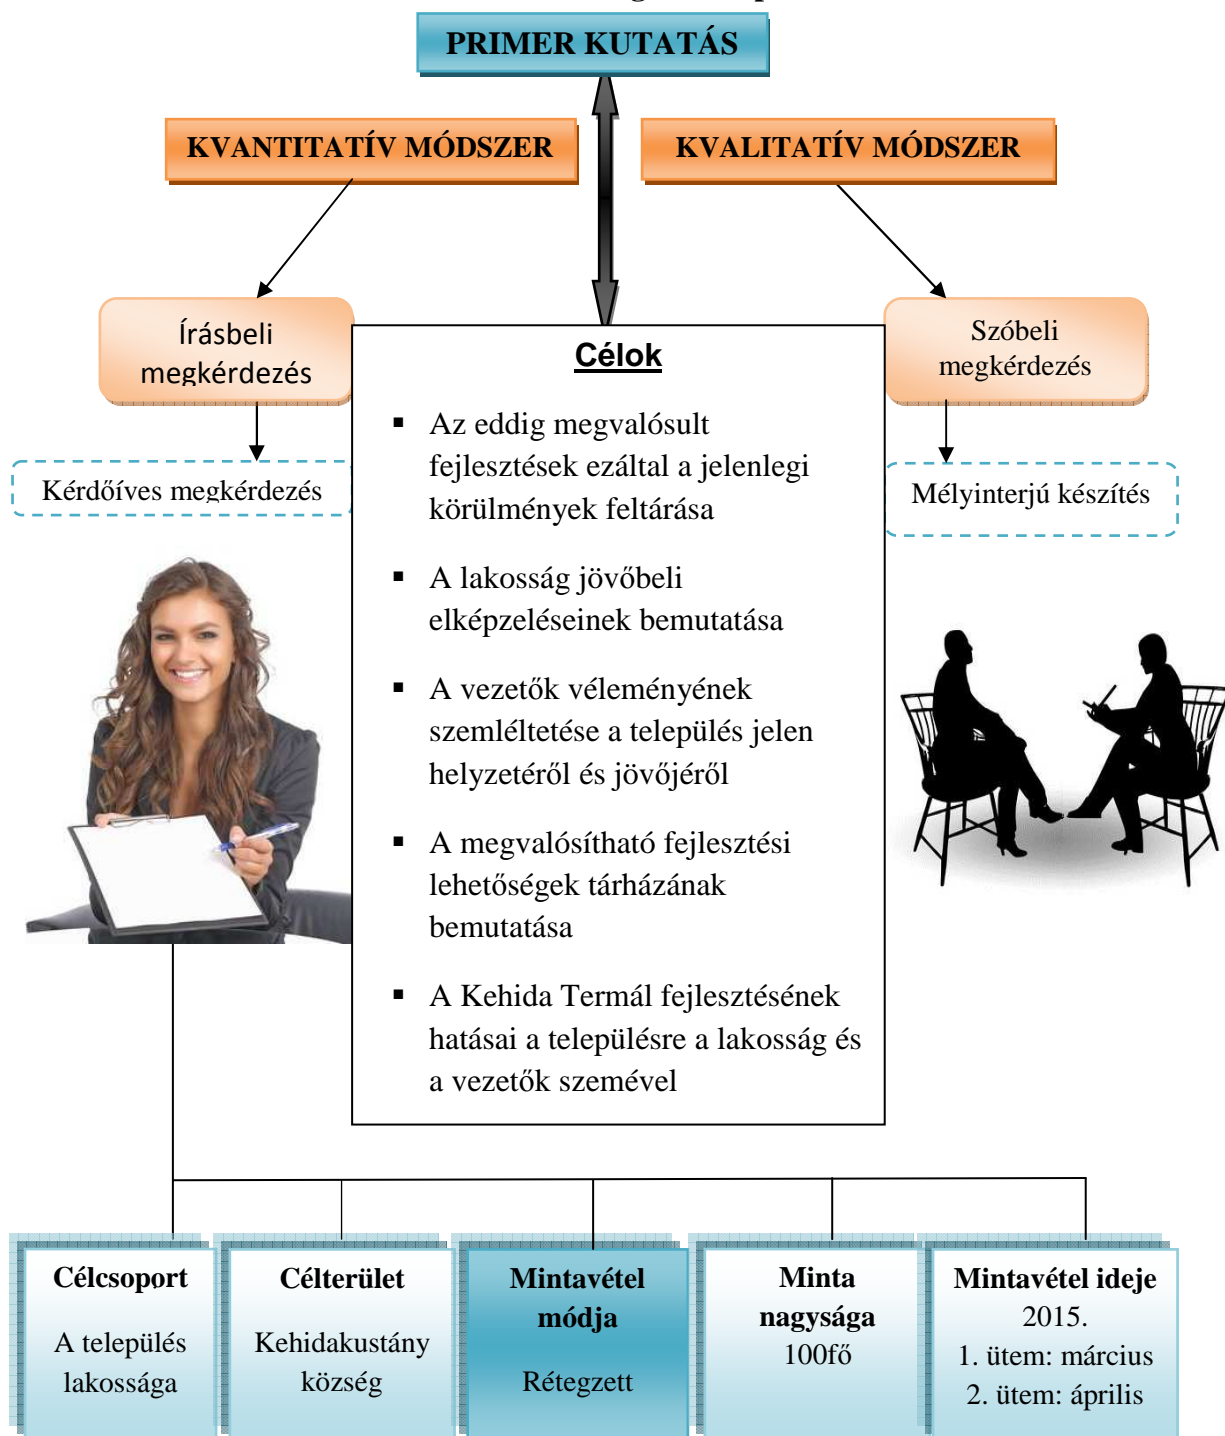 PRIMER KUTATÁS
KVANTITATÍV MÓDSZER
KVALITATÍV MÓDSZER
Írásbeli
megkérdezés
Szóbeli
megkérdezés
Kérdőíves megkérdezés
Mélyinterjú készítés
Célok
▪ Az eddig megvalósult
fejlesztések ezáltal a jelenlegi
körülmények feltárása
▪ A lakosság jövőbeli
elképzeléseinek bemutatása
▪ A vezetők véleményének
szemléltetése a település jelen
helyzetéről és jövőjéről
▪ A megvalósítható fejlesztési
lehetőségek tárházának
bemutatása
▪ A Kehida Termál fejlesztésének
hatásai a településre a lakosság és
a vezetők szemével
Célcsoport
A település
lakossága
Célterület
Kehidakustány
község
Mintavétel
módja
Rétegzett
Minta
nagysága
100fő
Mintavétel ideje
2015.
1. ütem: március
2. ütem: április